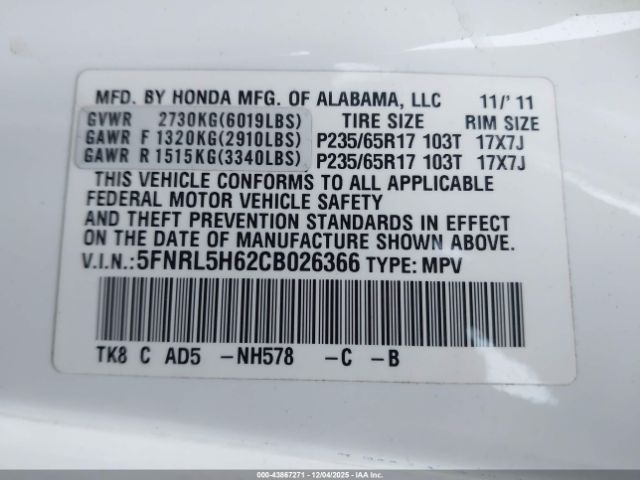 MFD. BY HONDA MFG. OF ALABAMA, LLC 11/'11
GVWR 2730KG(6019LBS) TIRE SIZE RIM SIZE
GAWR F 1320KG(2910LBS) P235/65R17 103T 17X7J
GAWR R 1515KG(3340LBS) P235/65R17 103T 17X7J
THIS VEHICLE CONFORMS TO ALL APPLICABLE
FEDERAL MOTOR VEHICLE SAFETY
AND THEFT PREVENTION STANDARDS IN EFFECT
ON THE DATE OF MANUFACTURE SHOWN ABOVE.
V.I.N.:5FNRL5H62CB026366 TYPE: MPV
TK8 C AD5 -NH578 -C -B
000-43867271 - 12/04/2025 - IAAI.COM